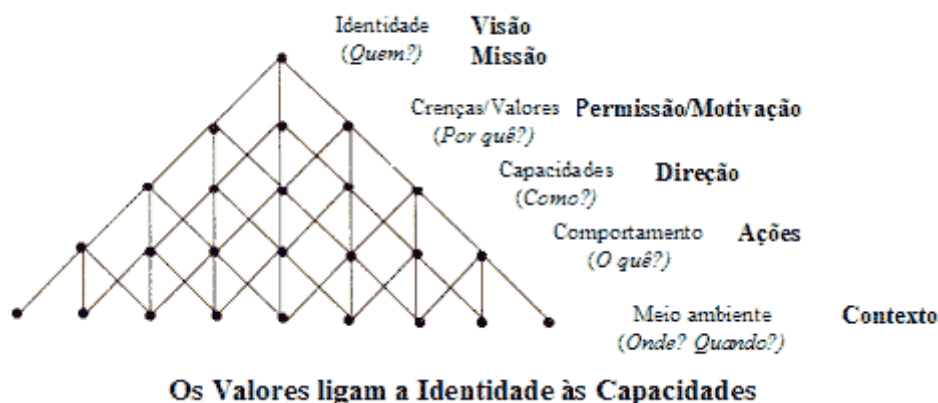 Identidade Visão
(Quem?) Missão
Crenças/Valores Permissão/Motivação
(Por quê?)
Capacidades Direção
(Como?)
Comportamento Ações
(O quê?)
Meio ambiente Contexto
(Onde? Quando?)
Os Valores ligam a Identidade às Capacidades